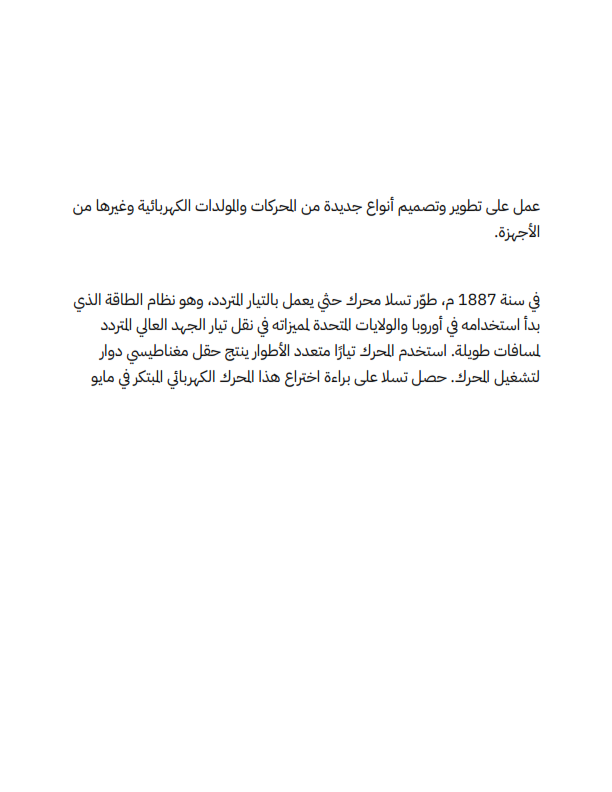 عمل على تطوير وتصميم أنواع جديدة من المحركات والمولدات الكهربائية وغيرها من
الأجهزة.
في سنة 1887 م، طوّر تسلا محرك حثي يعمل بالتيار المتردد، وهو نظام الطاقة الذي
بدأ استخدامه في أوروبا والولايات المتحدة لميزاته في نقل تيار الجهد العالي المتردد
لمسافات طويلة. استخدم المحرك تيارًا متعدد الأطوار ينتج حقل مغناطيسي دوار
لتشغيل المحرك. حصل تسلا على براءة اختراع هذا المحرك الكهربائي المبتكر في مايو